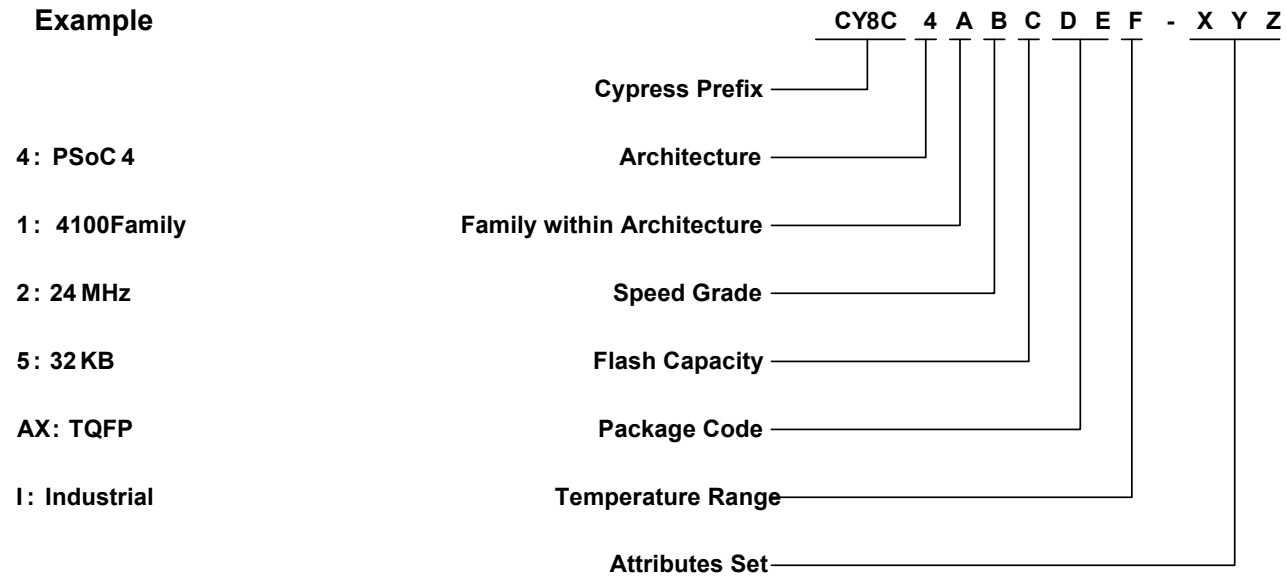 Example CY8C 4 A B C D E F - X Y Z
Cypress Prefix
4: PSoC 4 Architecture
1: 4100Family Family within Architecture
2: 24 MHz Speed Grade
5: 32 KB Flash Capacity
AX: TQFP Package Code
I: Industrial Temperature Range
Attributes Set